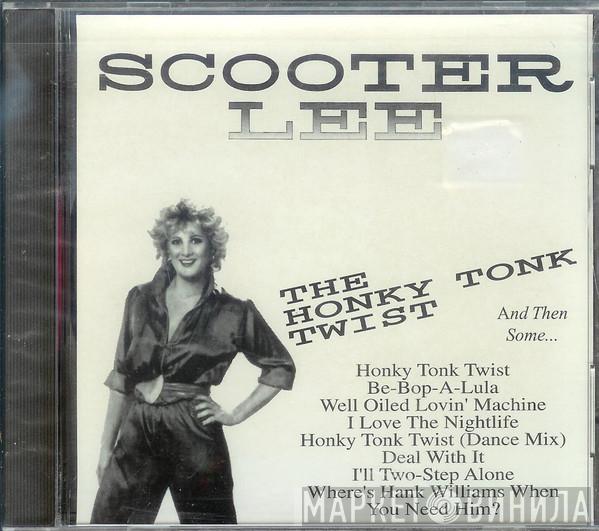 SCOOTER
LEE
THE
HONKY TONK
TWIST
And Then
Some...
Honky Tonk Twist
Be-Bop-A-Lula
Well Oiled Lovin' Machine
I Love The Nightlife
Honky Tonk Twist (Dance Mix)
Deal With It
I'll Two-Step Alone
Where's Hank Williams When
You Need Him?
МАРКЕТ ВИНИЛА